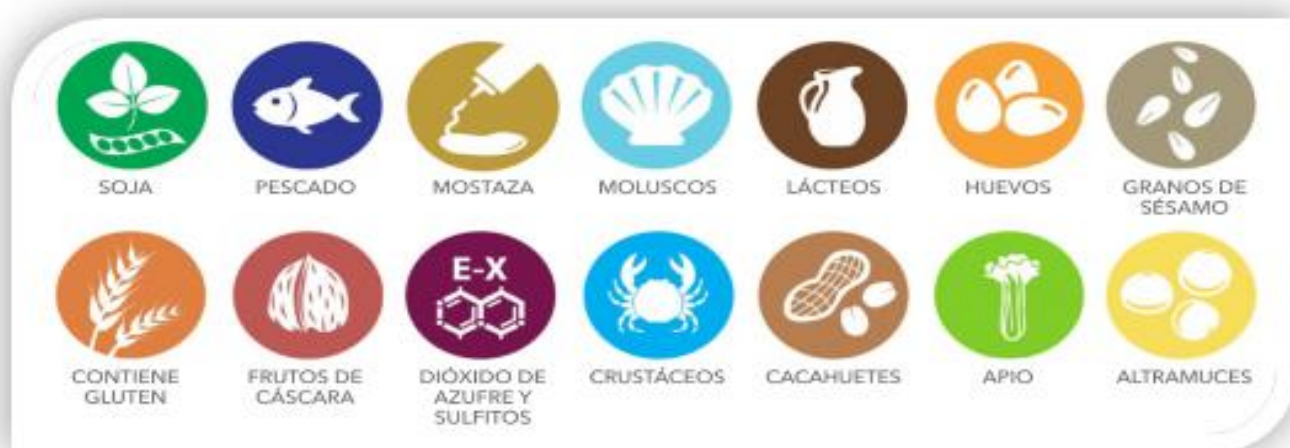 SOJA
PESCADO
MOSTAZA
MOLUSCOS
LÁCTEOS
HUEVOS
GRANOS DE
SÉSAMO
CONTIENE
GLUTEN
FRUTOS DE
CÁSCARA
E-X
DIÓXIDO DE
AZUFRE Y
SULFITOS
CRUSTÁCEOS
CACAHUETES
APIO
ALTRAMUCES